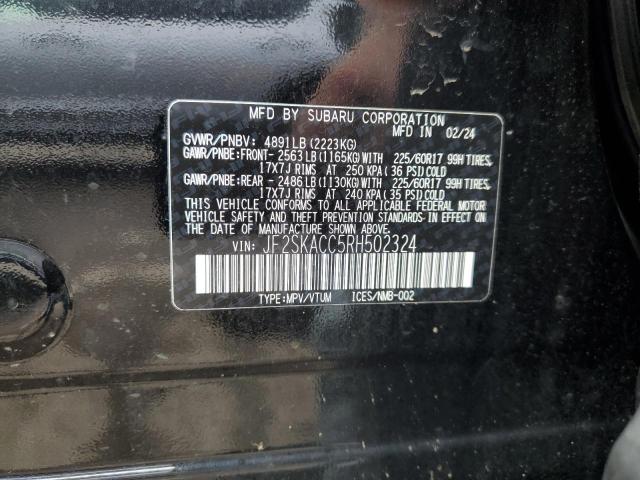 MFD BY SUBARU CORPORATION
MFD IN 02/24
GVWR/PNBV: 4891LB (2223KG)
GAWR/PNBE:FRONT- 2563LB (1165KG)WITH 225/60R17 99H TIRES,
17X7J RIMS AT 250 KPA ( 36 PSI)COLD
GAWR/PNBE:REAR - 2486LB (1130KG)WITH 225/60R17 99H TIRES,
17X7J RIMS AT 240 KPA ( 35 PSI)COLD
THIS VEHICLE CONFORMS TO ALL APPLICABLE FEDERAL MOTOR
VEHICLE SAFETY AND THEFT PREVENTION STANDARDS IN EFFECT
ON THE DATE OF MANUFACTURE SHOWN ABOVE.
VIN: JF2SKACC5RH502324
TYPE:MPV/VTUM ICES/NMB-002